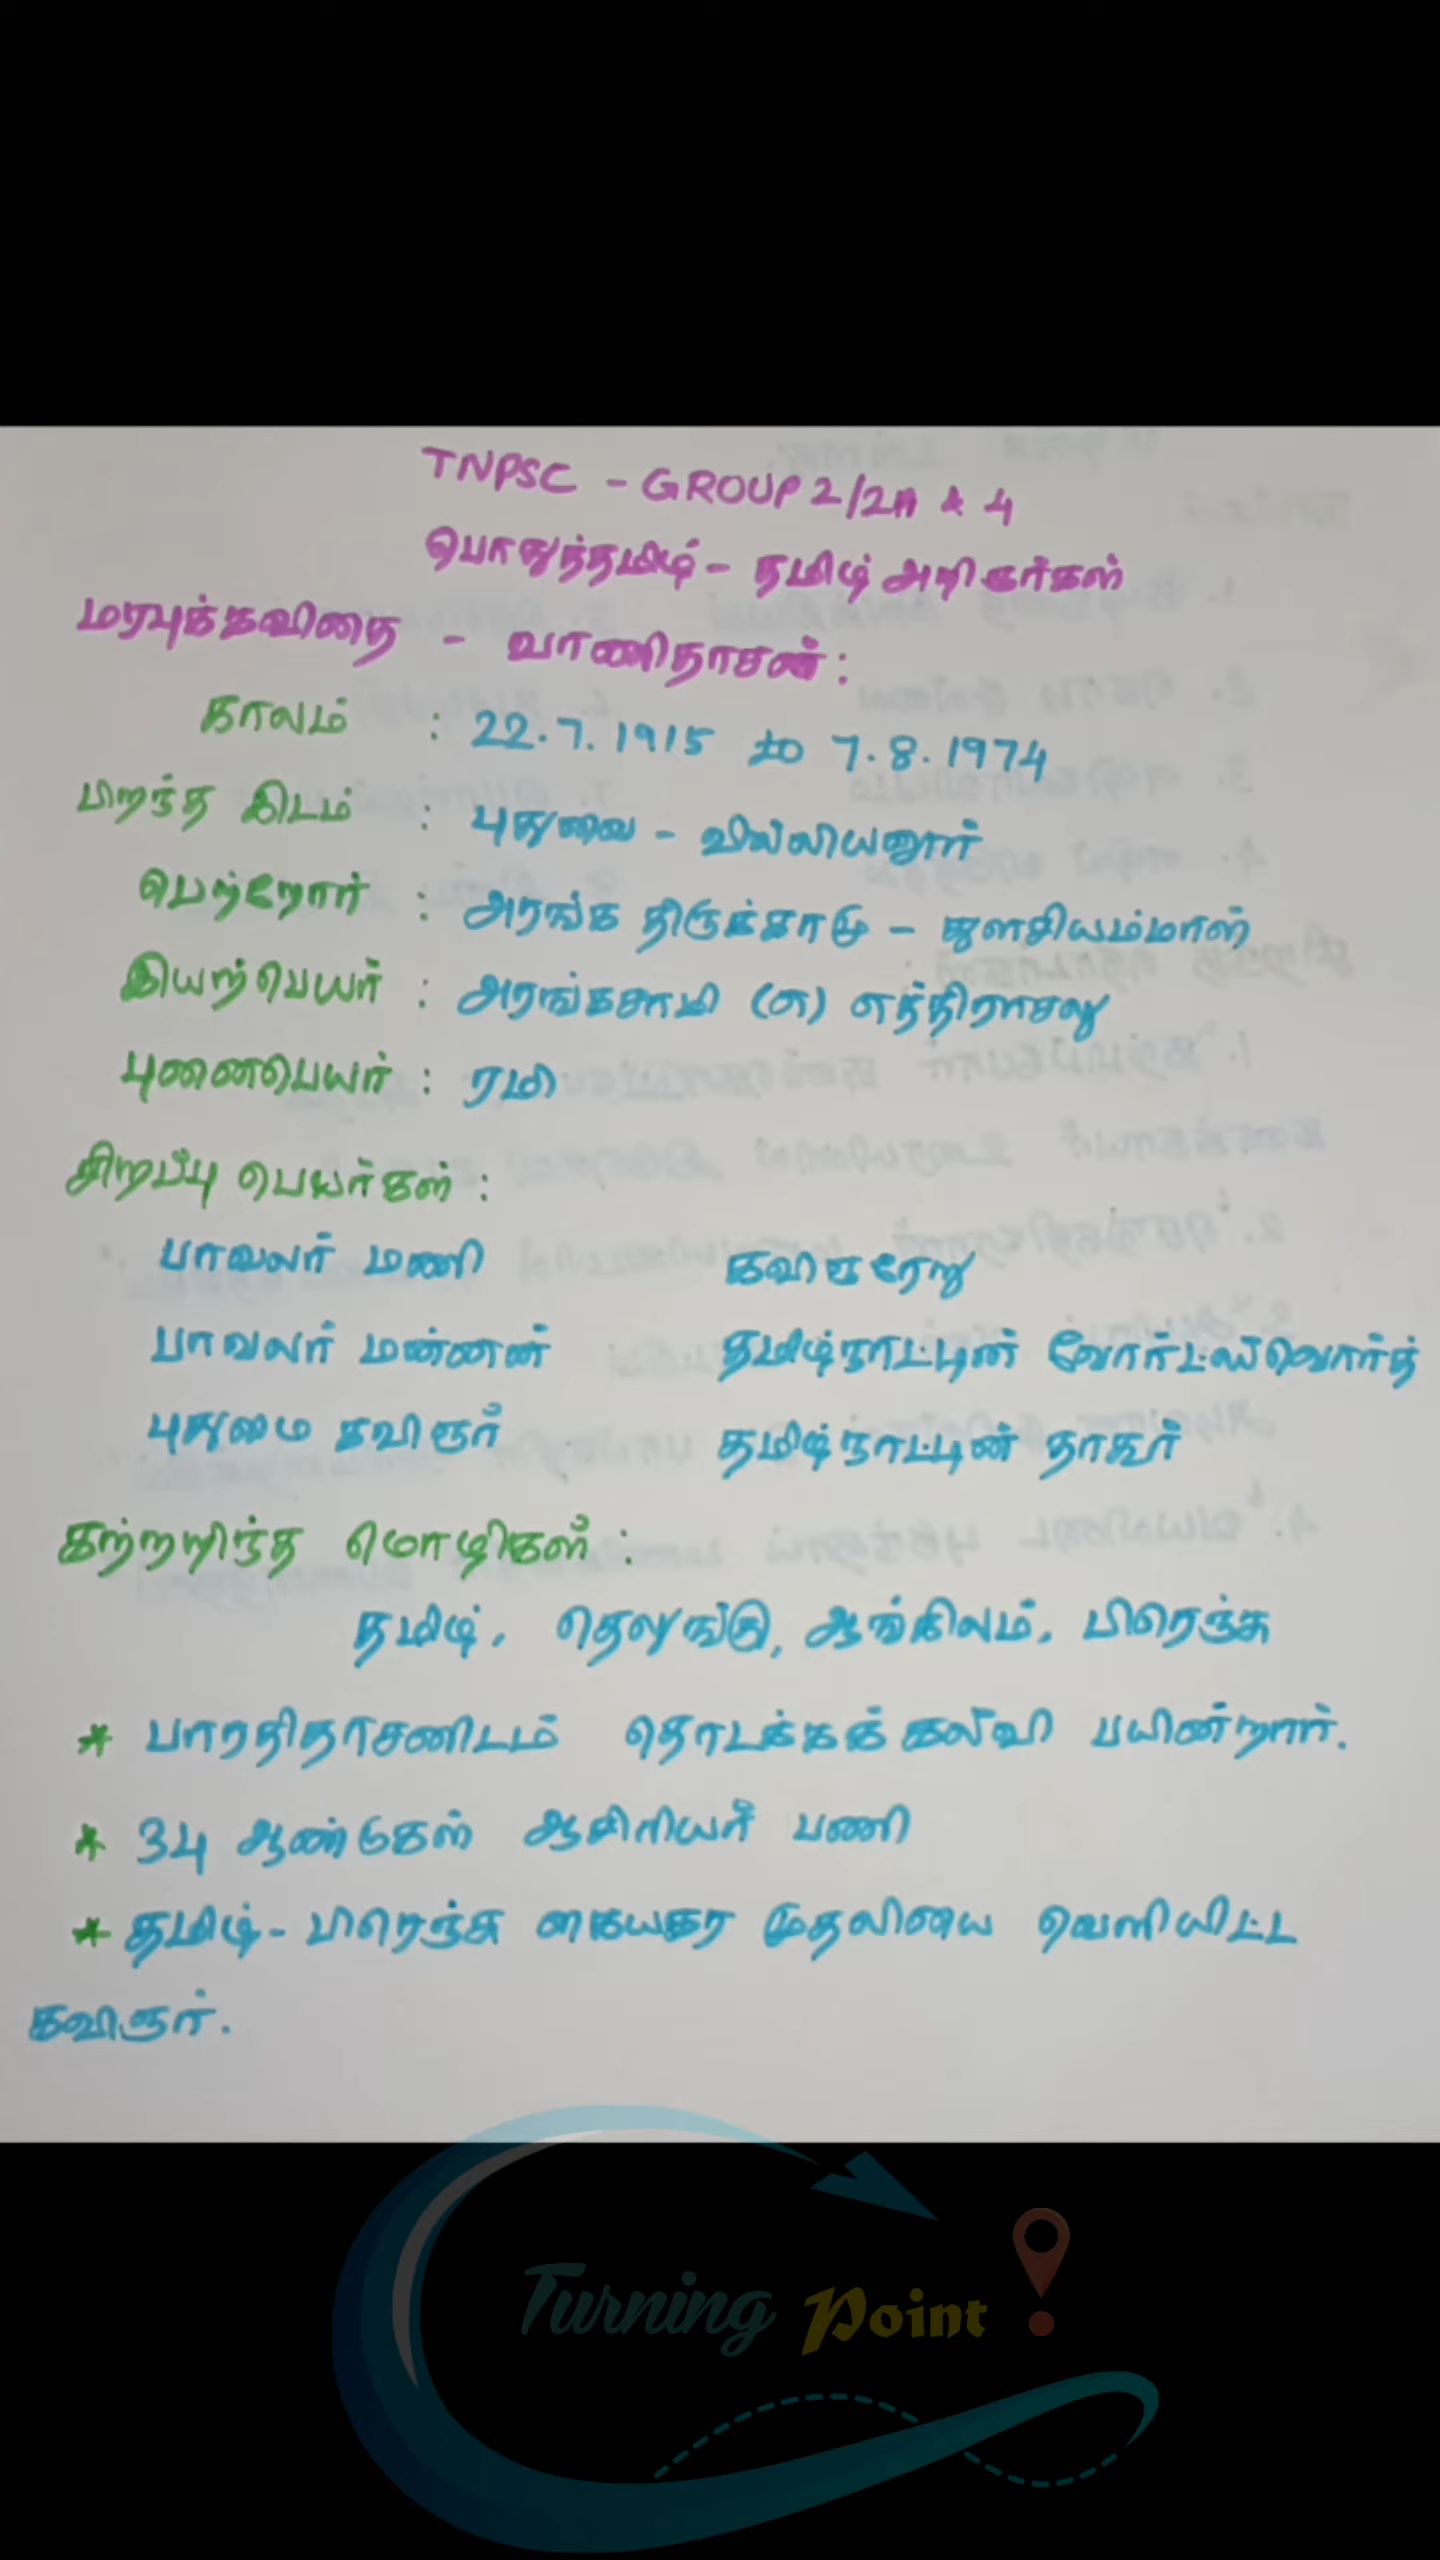 TNPSC - GROUP 2/2A & 4
பொதுத்தமிழ் - தமிழ் அறிஞர்கள்
மரபுக்கவிதை - வாணிதாசன் :
காலம் : 22.7.1915 to 7.8.1974
பிறந்த இடம் : புதுவை - வில்லியனூர்
பெற்றோர் : அரங்க திருக்காமு - துளசியம்மாள்
இயற்பெயர் : அரங்கசாமி (எ) எத்திராசலு
புனைபெயர் : ரமி
சிறப்பு பெயர்கள் :
பாவலர் மணி கவிஞரேறு
பாவலர் மன்னன் தமிழ்நாட்டின் வேர்ட்ஸ்வொர்த்
புதுமை கவிஞர் தமிழ்நாட்டின் தாகூர்
கற்றறிந்த மொழிகள் :
தமிழ், தெலுங்கு, ஆங்கிலம், பிரெஞ்சு
* பாரதிதாசனிடம் தொடக்கக் கல்வி பயின்றார்.
* 34 ஆண்டுகள் ஆசிரியர் பணி
* தமிழ் - பிரெஞ்சு கையகர முதலியை வெளியிட்ட
கவிஞர்.
Turning Point